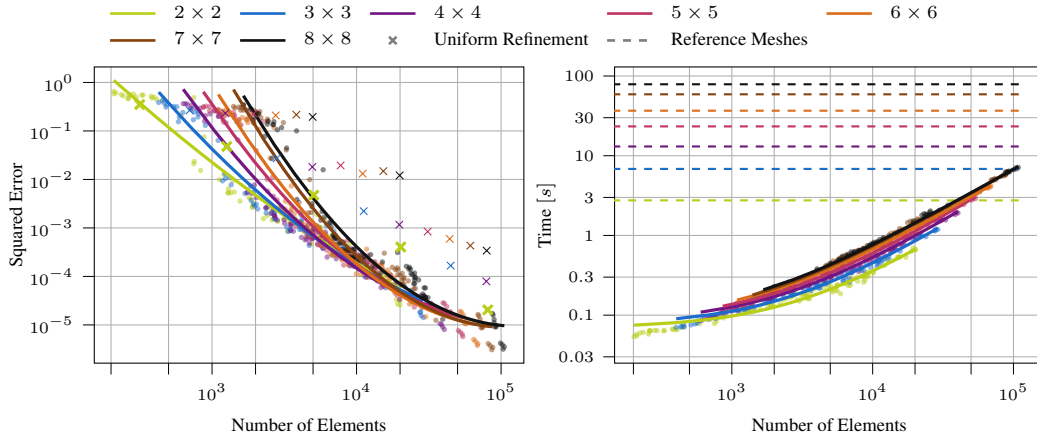 2 × 2 3 × 3 4 × 4 5 × 5 6 × 6
7 × 7 8 × 8 Uniform Refinement Reference Meshes
Squared Error
10^0
10^−1
10^−2
10^−3
10^−4
10^−5
10^3 10^4 10^5
Number of Elements
Time [s]
100
30
10
3
1
0.3
0.1
0.03
10^3 10^4 10^5
Number of Elements